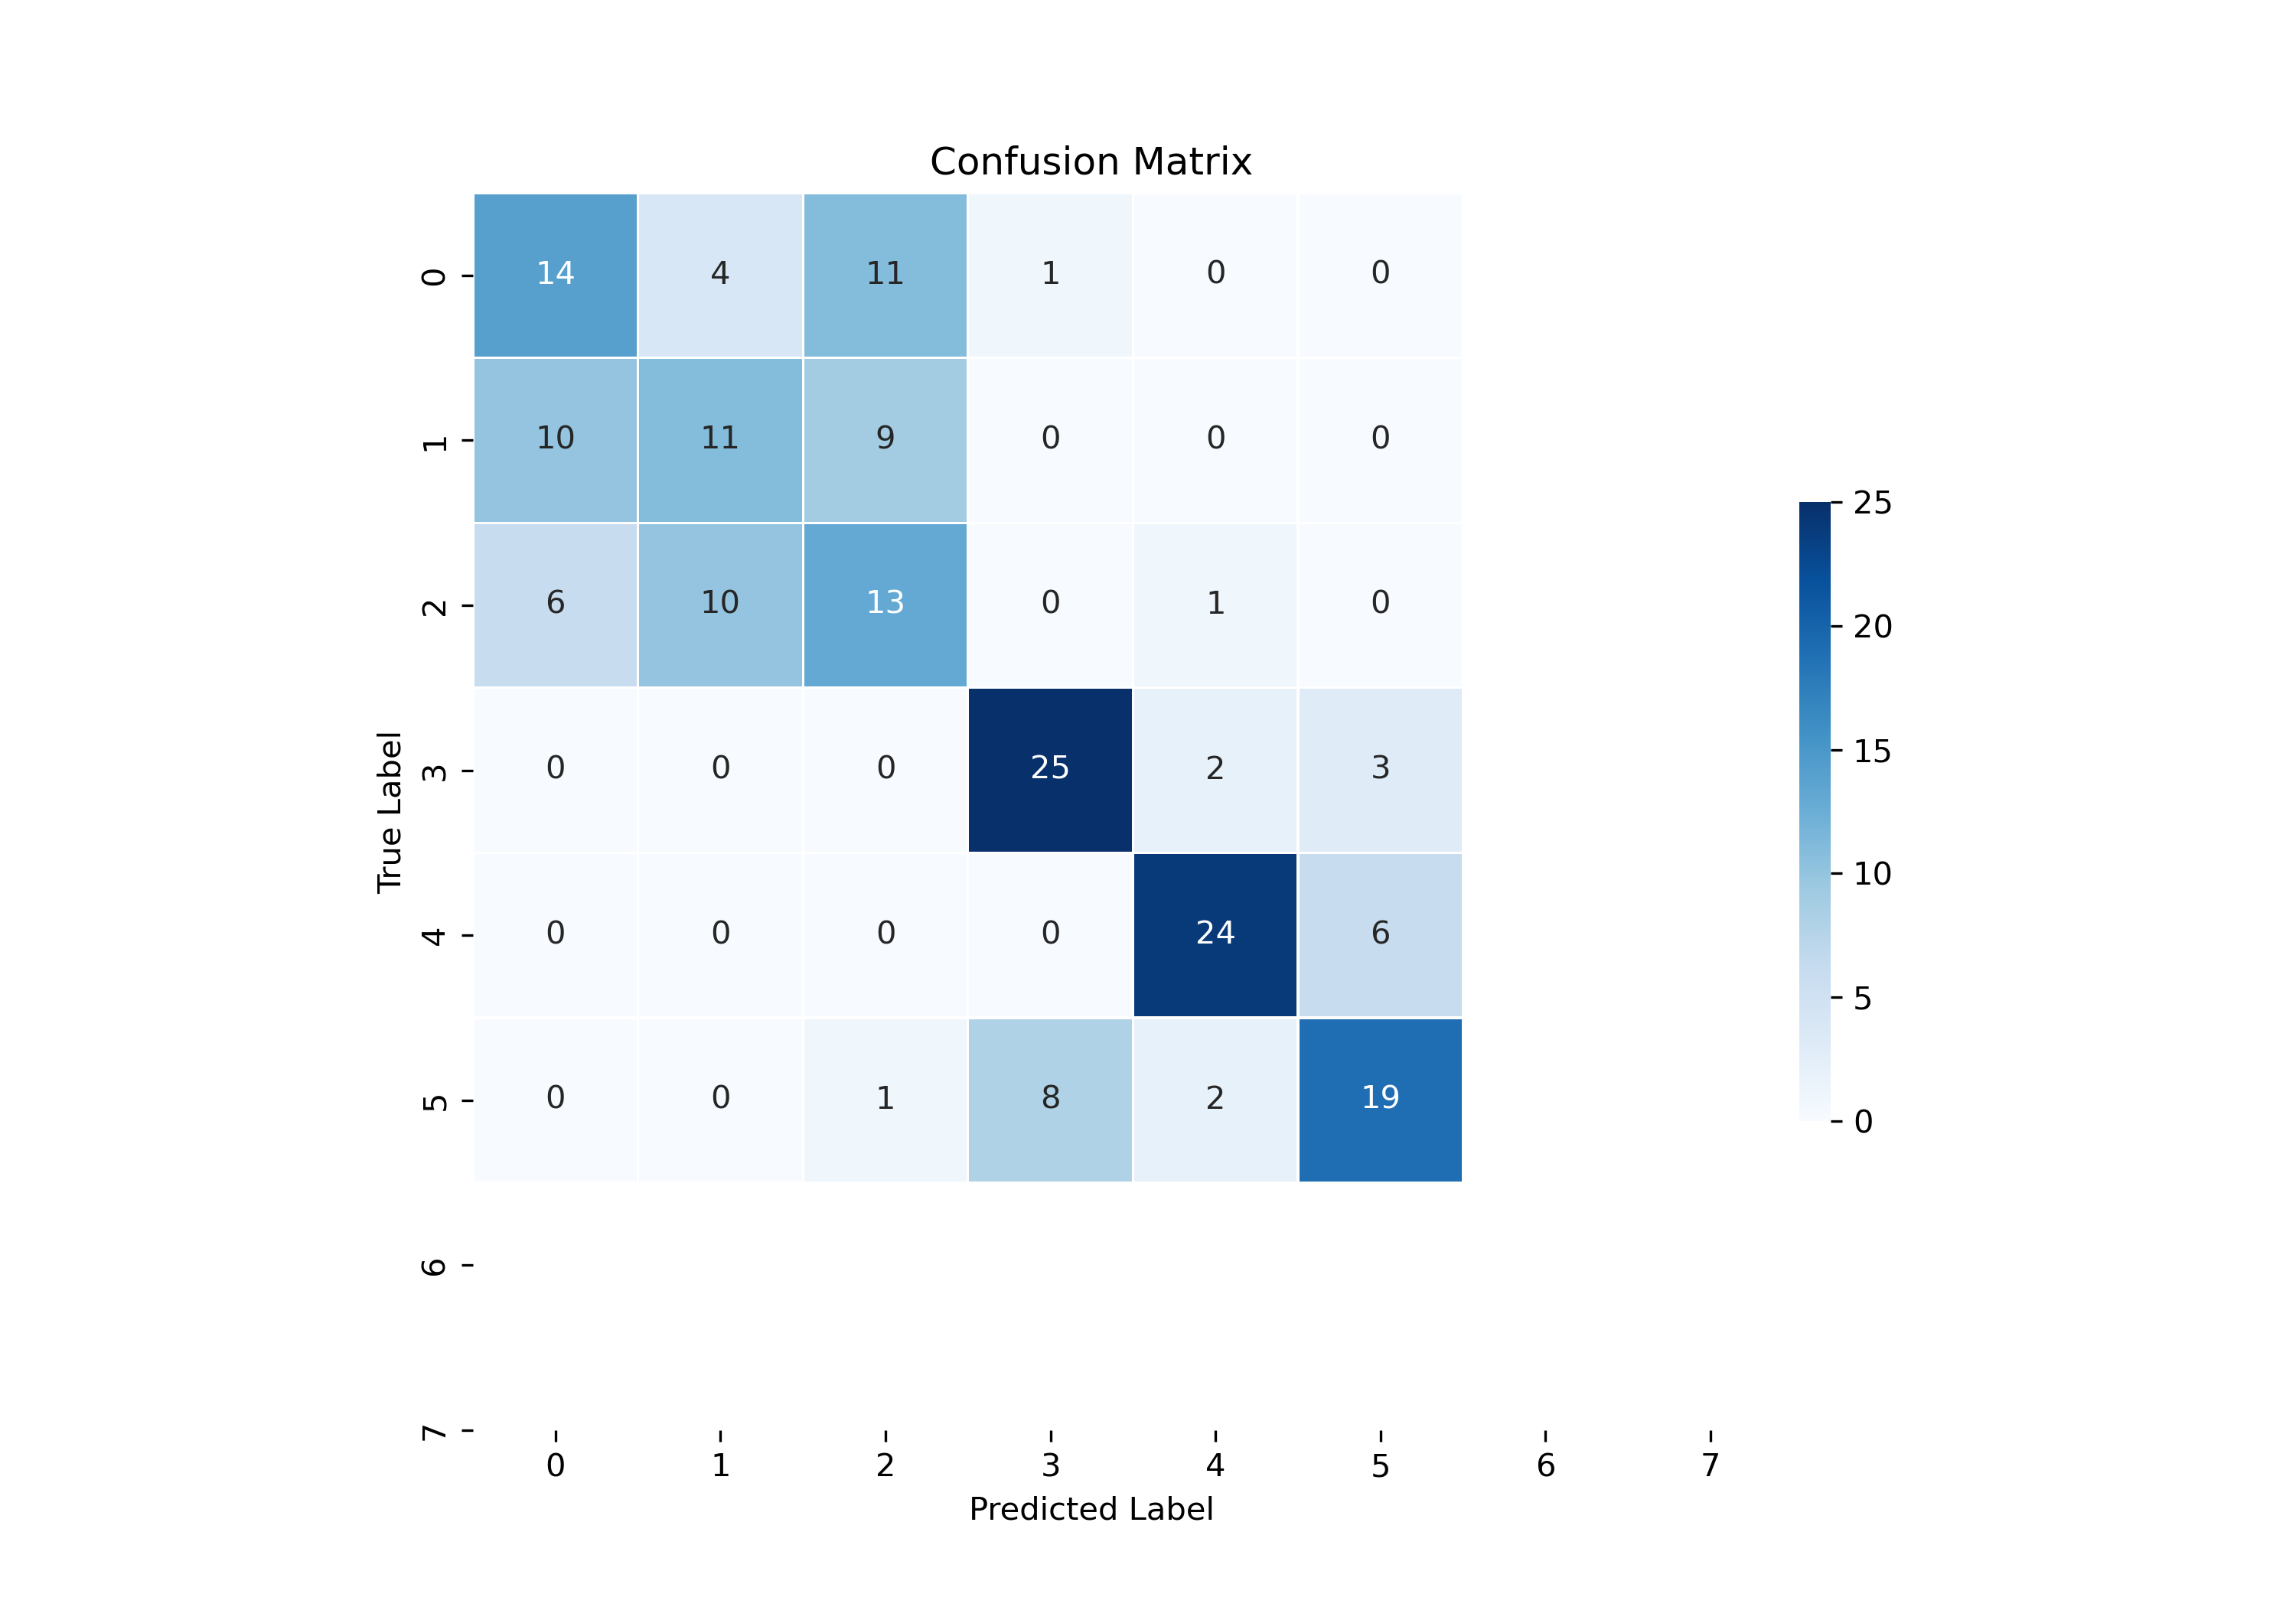 Confusion Matrix
True Label
0 14 4 11 1 0 0
1 10 11 9 0 0 0
2 6 10 13 0 1 0
3 0 0 0 25 2 3
4 0 0 0 0 24 6
5 0 0 1 8 2 19
6
7
0 1 2 3 4 5 6 7
Predicted Label
25
20
15
10
5
0